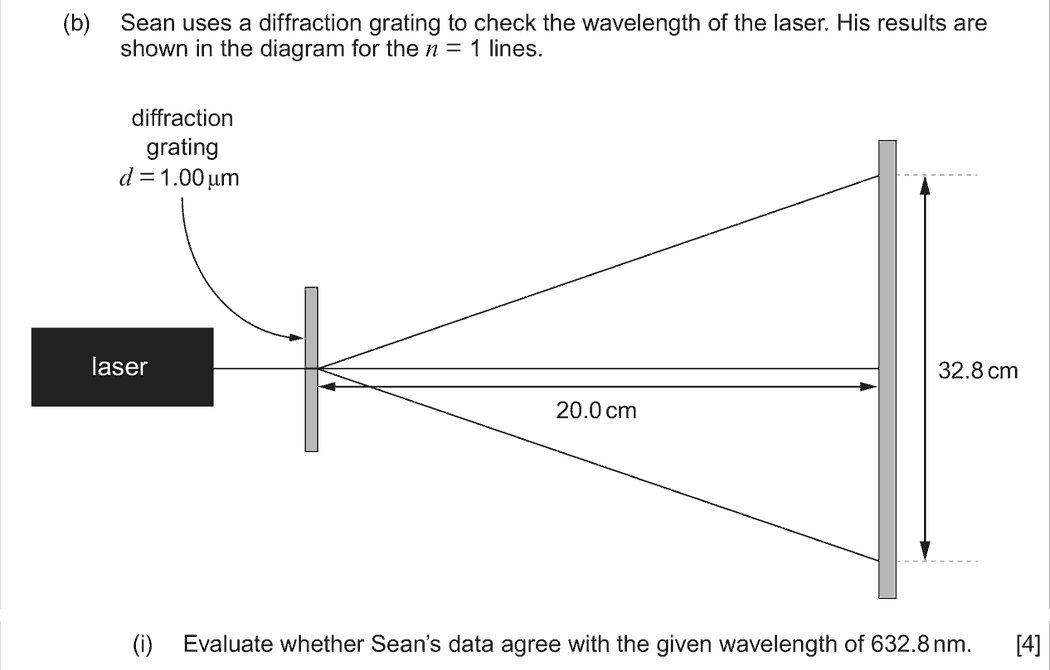 (b) Sean uses a diffraction grating to check the wavelength of the laser. His results are
shown in the diagram for the n = 1 lines.
diffraction
grating
d = 1.00 μm
laser
32.8 cm
20.0 cm
(i) Evaluate whether Sean’s data agree with the given wavelength of 632.8 nm. [4]